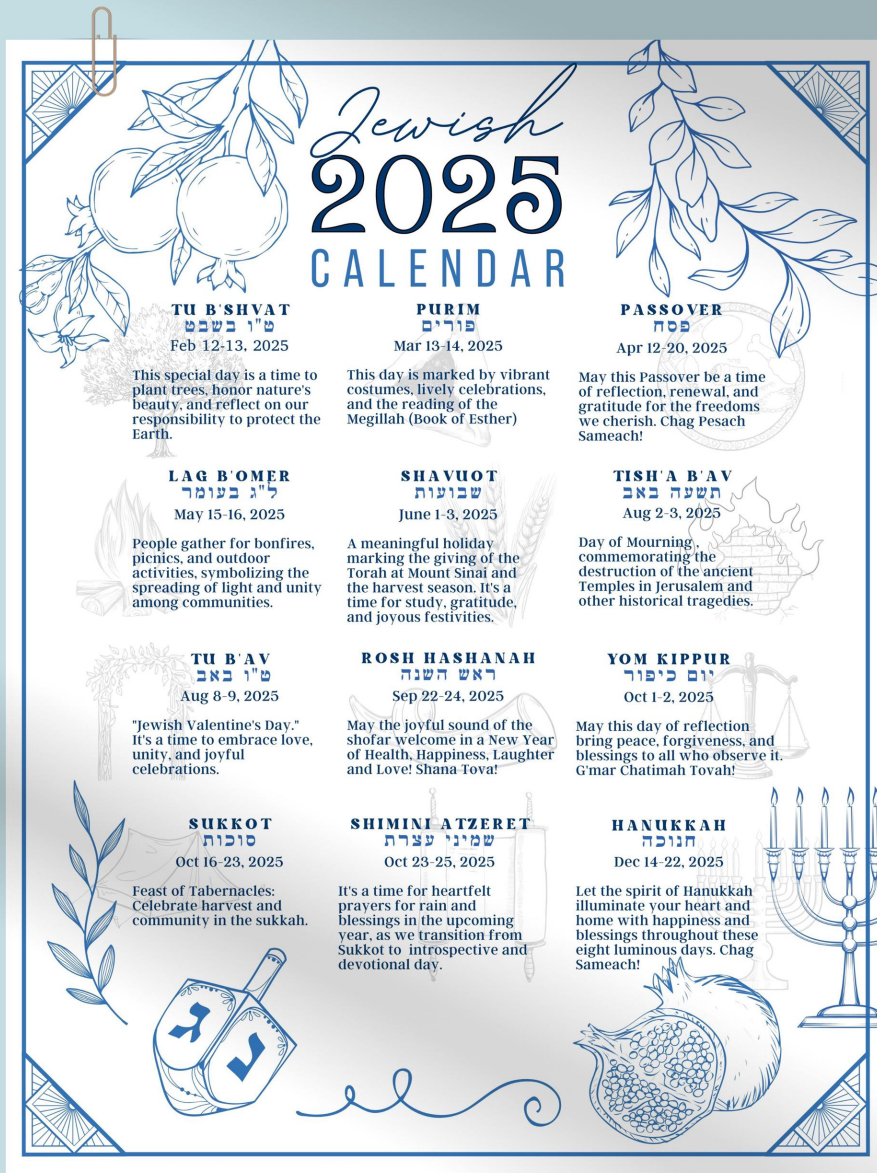 Jewish
2025
CALENDAR
TU B'SHVAT
ט"ו בשבט
Feb 12-13, 2025
This special day is a time to
plant trees, honor nature's
beauty, and reflect on our
responsibility to protect the
Earth.
PURIM
פורים
Mar 13-14, 2025
This day is marked by vibrant
costumes, lively celebrations,
and the reading of the
Megillah (Book of Esther)
PASSOVER
פסח
Apr 12-20, 2025
May this Passover be a time
of reflection, renewal, and
gratitude for the freedoms
we cherish. Chag Pesach
Sameach!
LAG B'OMER
ל"ג בעומר
May 15-16, 2025
People gather for bonfires,
picnics, and outdoor
activities, symbolizing the
spreading of light and unity
among communities.
SHAVUOT
שבועות
June 1-3, 2025
A meaningful holiday
marking the giving of the
Torah at Mount Sinai and
the harvest season. It's a
time for study, gratitude,
and joyous festivities.
TISH'A B'AV
תשעה באב
Aug 2-3, 2025
Day of Mourning ,
commemorating the
destruction of the ancient
Temples in Jerusalem and
other historical tragedies.
TU B'AV
ט"ו באב
Aug 8-9, 2025
"Jewish Valentine's Day."
It's a time to embrace love,
unity, and joyful
celebrations.
ROSH HASHANAH
ראש השנה
Sep 22-24, 2025
May the joyful sound of the
shofar welcome in a New Year
of Health, Happiness, Laughter
and Love! Shana Tova!
YOM KIPPUR
יום כיפור
Oct 1-2, 2025
May this day of reflection
bring peace, forgiveness, and
blessings to all who observe it.
G'mar Chatimah Tovah!
SUKKOT
סוכות
Oct 16-23, 2025
Feast of Tabernacles:
Celebrate harvest and
community in the sukkah.
SHIMINI ATZERET
שמיני עצרת
Oct 23-25, 2025
It's a time for heartfelt
prayers for rain and
blessings in the upcoming
year, as we transition from
Sukkot to introspective and
devotional day.
HANUKKAH
חנוכה
Dec 14-22, 2025
Let the spirit of Hanukkah
illuminate your heart and
home with happiness and
blessings throughout these
eight luminous days. Chag
Sameach!
ג
נ